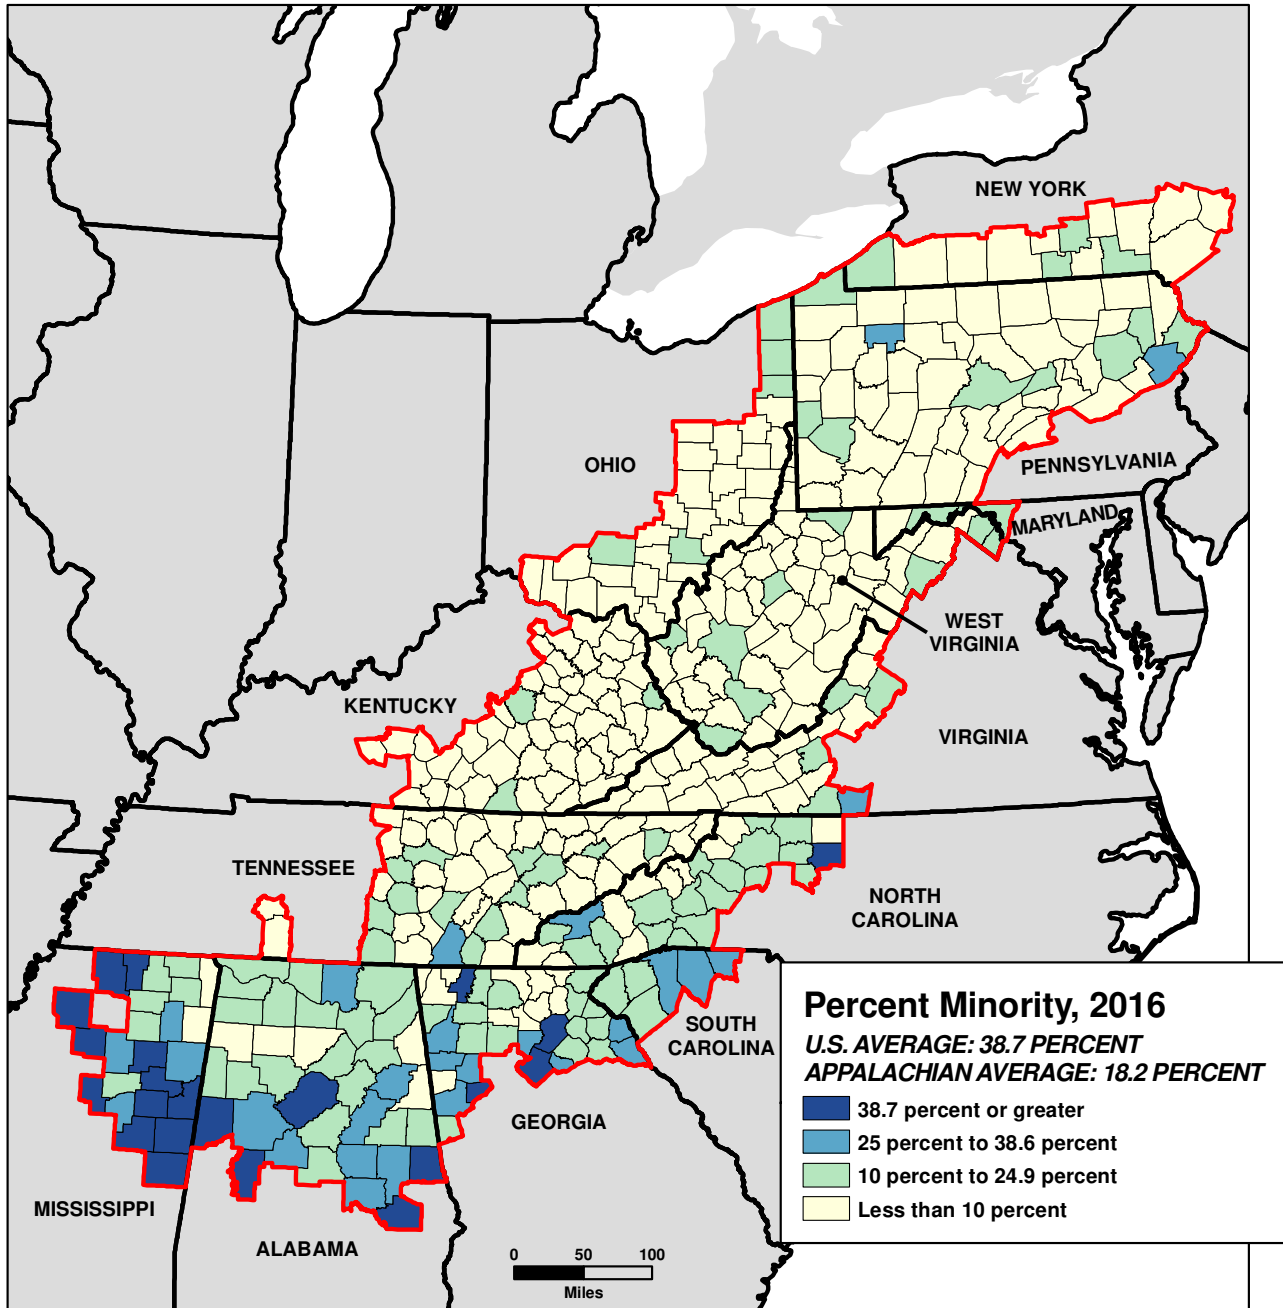 NEW YORK
OHIO
PENNSYLVANIA
MARYLAND
WEST
VIRGINIA
KENTUCKY
VIRGINIA
TENNESSEE
NORTH
CAROLINA
SOUTH
CAROLINA
GEORGIA
MISSISSIPPI
ALABAMA
Percent Minority, 2016
U.S. AVERAGE: 38.7 PERCENT
APPALACHIAN AVERAGE: 18.2 PERCENT
38.7 percent or greater
25 percent to 38.6 percent
10 percent to 24.9 percent
Less than 10 percent
0 50 100
Miles